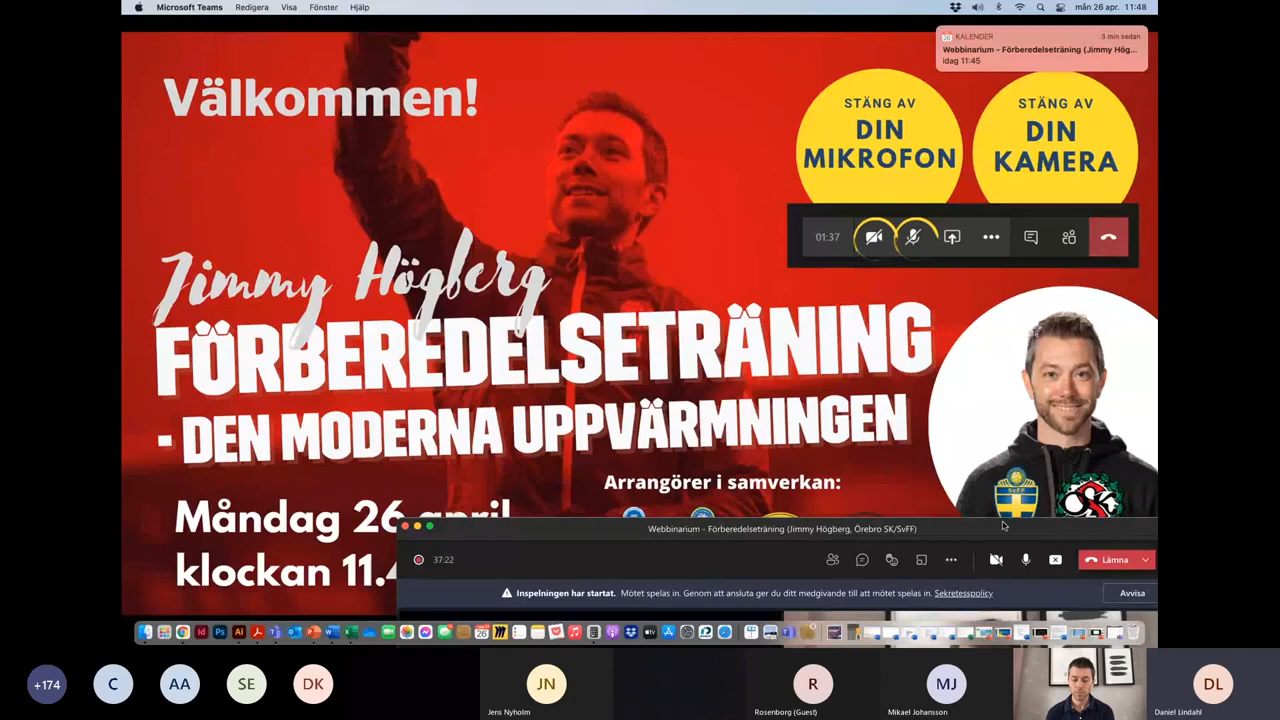 Microsoft Teams Redigera Visa Fönster Hjälp mån 26 apr. 11:48
KALENDER 3 min sedan
Webbinarium - Förberedelseträning (Jimmy Hög...
idag 11:45
Välkommen!
STÄNG AV
DIN
MIKROFON
STÄNG AV
DIN
KAMERA
01:37
Jimmy Högberg
FÖRBEREDELSETRÄNING
- DEN MODERNA UPPVÄRMNINGEN
SvFF
ÖSK
Arrangörer i samverkan:
Måndag 26 april
klockan 11.4
Webbinarium - Förberedelseträning (Jimmy Högberg, Örebro SK/SvFF)
37:22
Lämna
Inspelningen har startat. Mötet spelas in. Genom att ansluta ger du ditt medgivande till att mötet spelas in. Sekretesspolicy
Avvisa
+174 C AA SE DK JN R MJ DL
Jens Nyholm Rosenborg (Guest) Mikael Johansson Daniel Lindahl